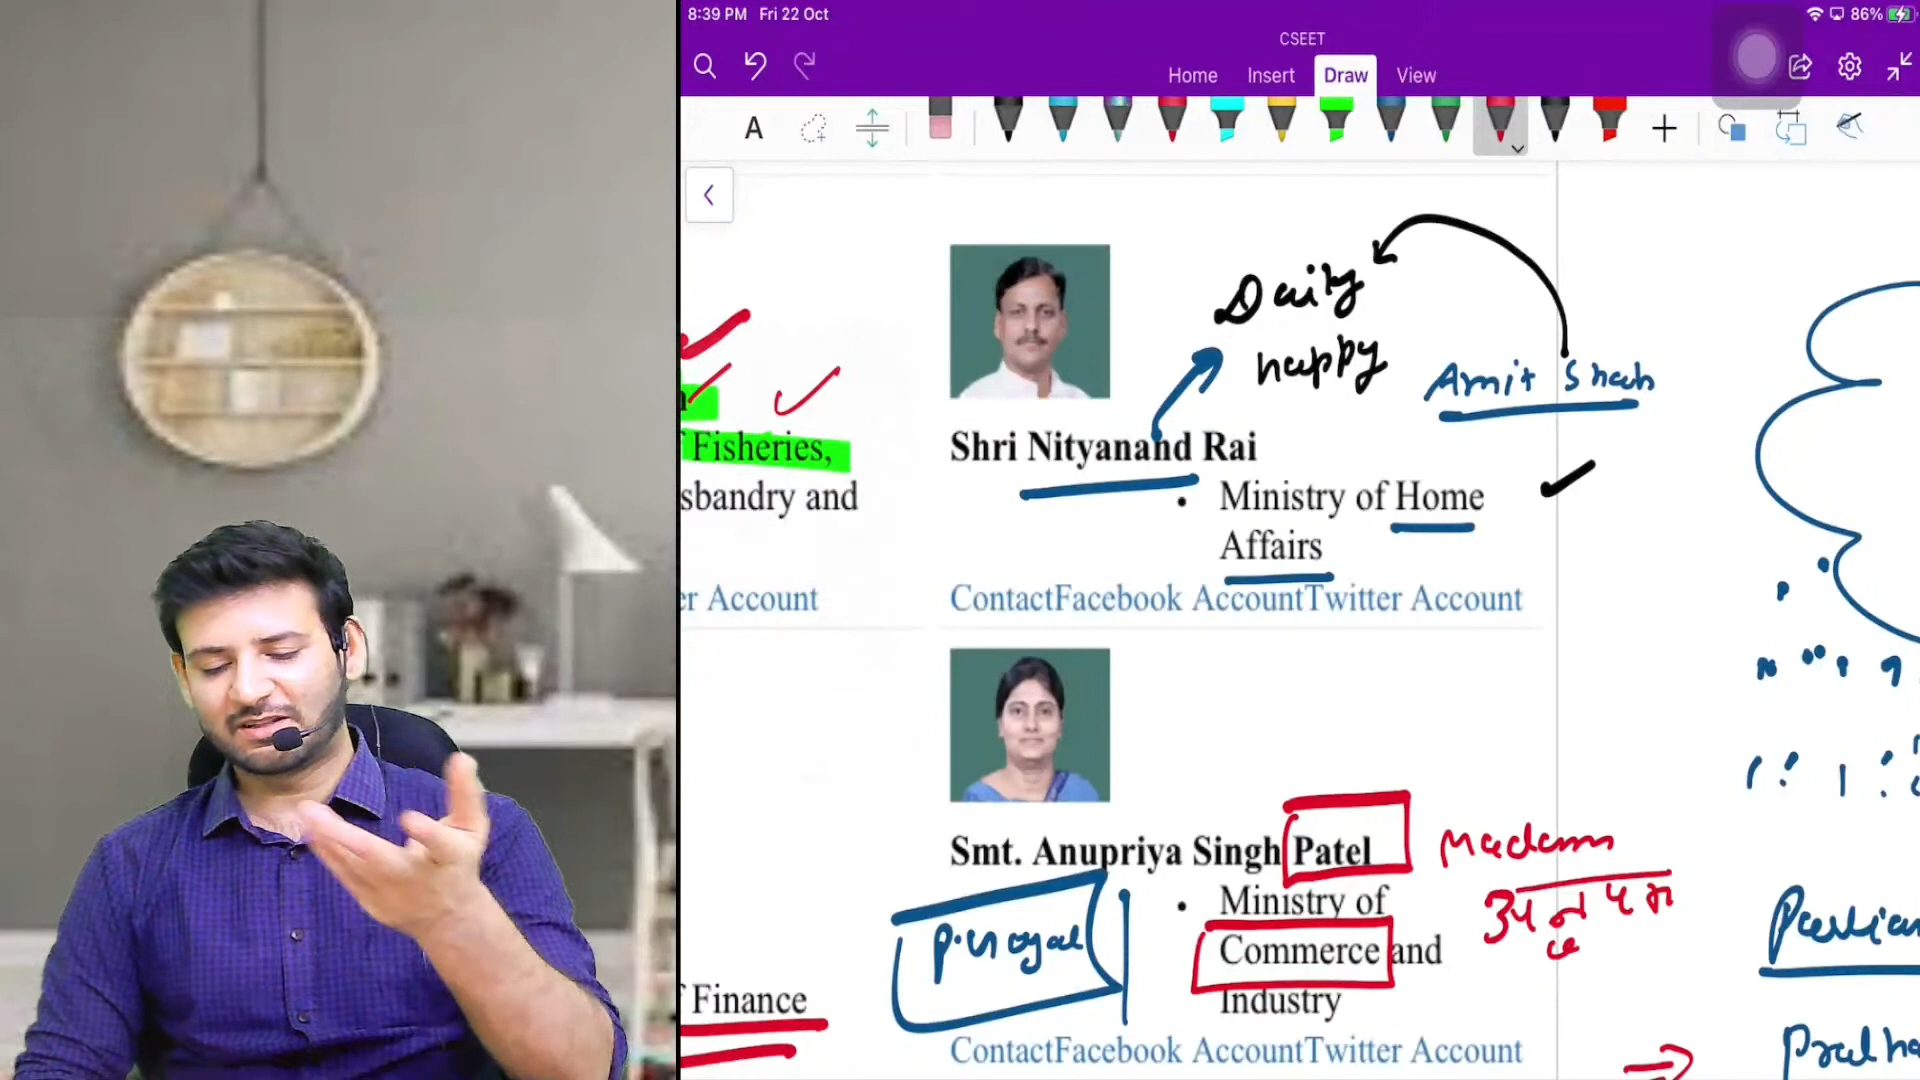 8:39 PM Fri 22 Oct
86%
CSEET
Home Insert Draw View
A
Daily
happy
Amit Shah
Fisheries,
sbandry and
er Account
Shri Nityanand Rai
• Ministry of Home
Affairs
ContactFacebook AccountTwitter Account
Smt. Anupriya Singh Patel
Madam
• Ministry of
Commerce and
Industry
P. Goyal
f Finance
ContactFacebook AccountTwitter Account